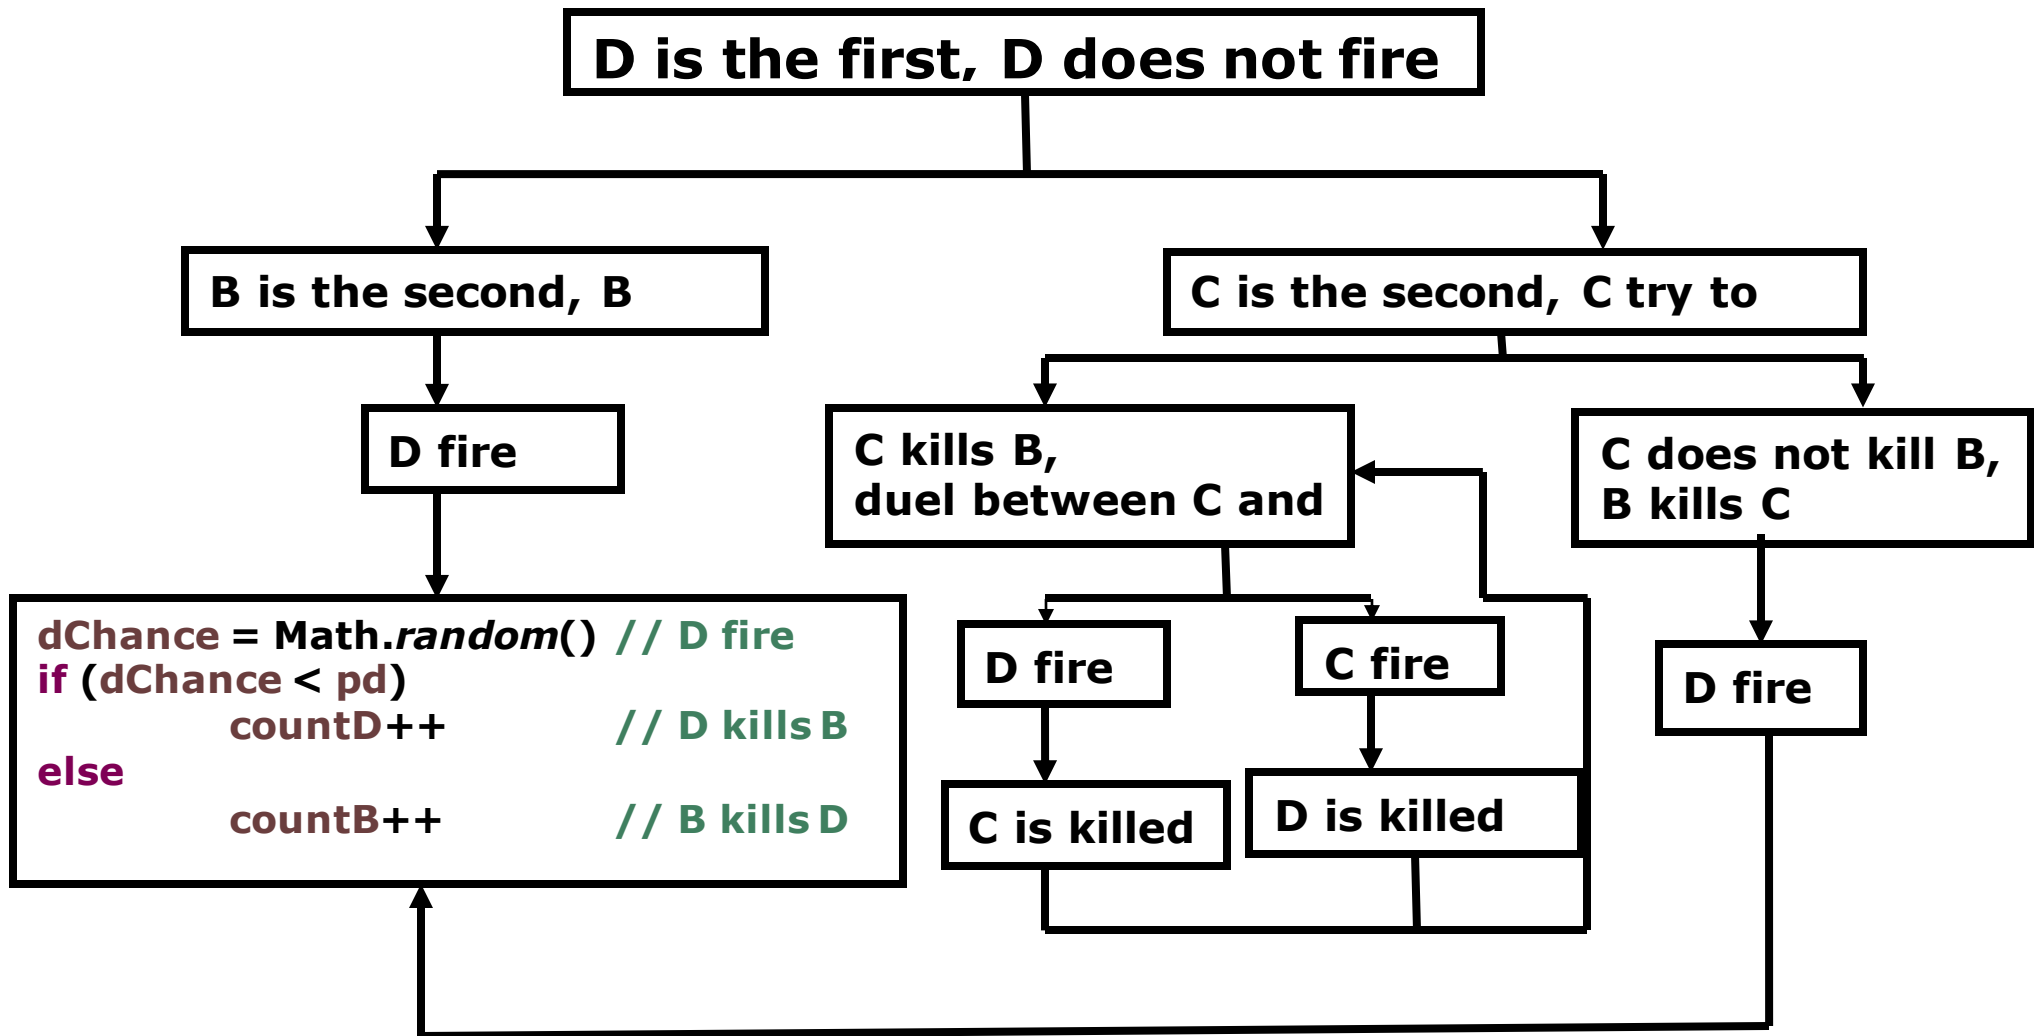 D is the first, D does not fire
B is the second, B
C is the second, C try to
D fire
C kills B,
duel between C and
C does not kill B,
B kills C
dChance = Math.random() // D fire
if (dChance < pd)
countD++ // D kills B
else
countB++ // B kills D
D fire
C fire
D fire
C is killed
D is killed